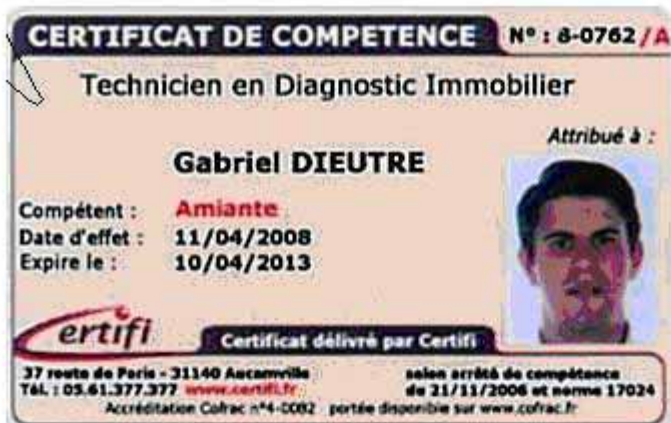 CERTIFICAT DE COMPETENCE N° : 8-0762 /A
Technicien en Diagnostic Immobilier
Attribué à :
Gabriel DIEUTRE
Compétent : Amiante
Date d'effet : 11/04/2008
Expire le : 10/04/2013
Certifi
Certificat délivré par Certifi
37 route de Paris - 31140 Aucamville
Tél. : 05.61.377.377 www.certifi.fr
selon arrêté de compétence
du 21/11/2006 et norme 17024
Accréditation Cofrac n°4-0082 portée disponible sur www.cofrac.fr